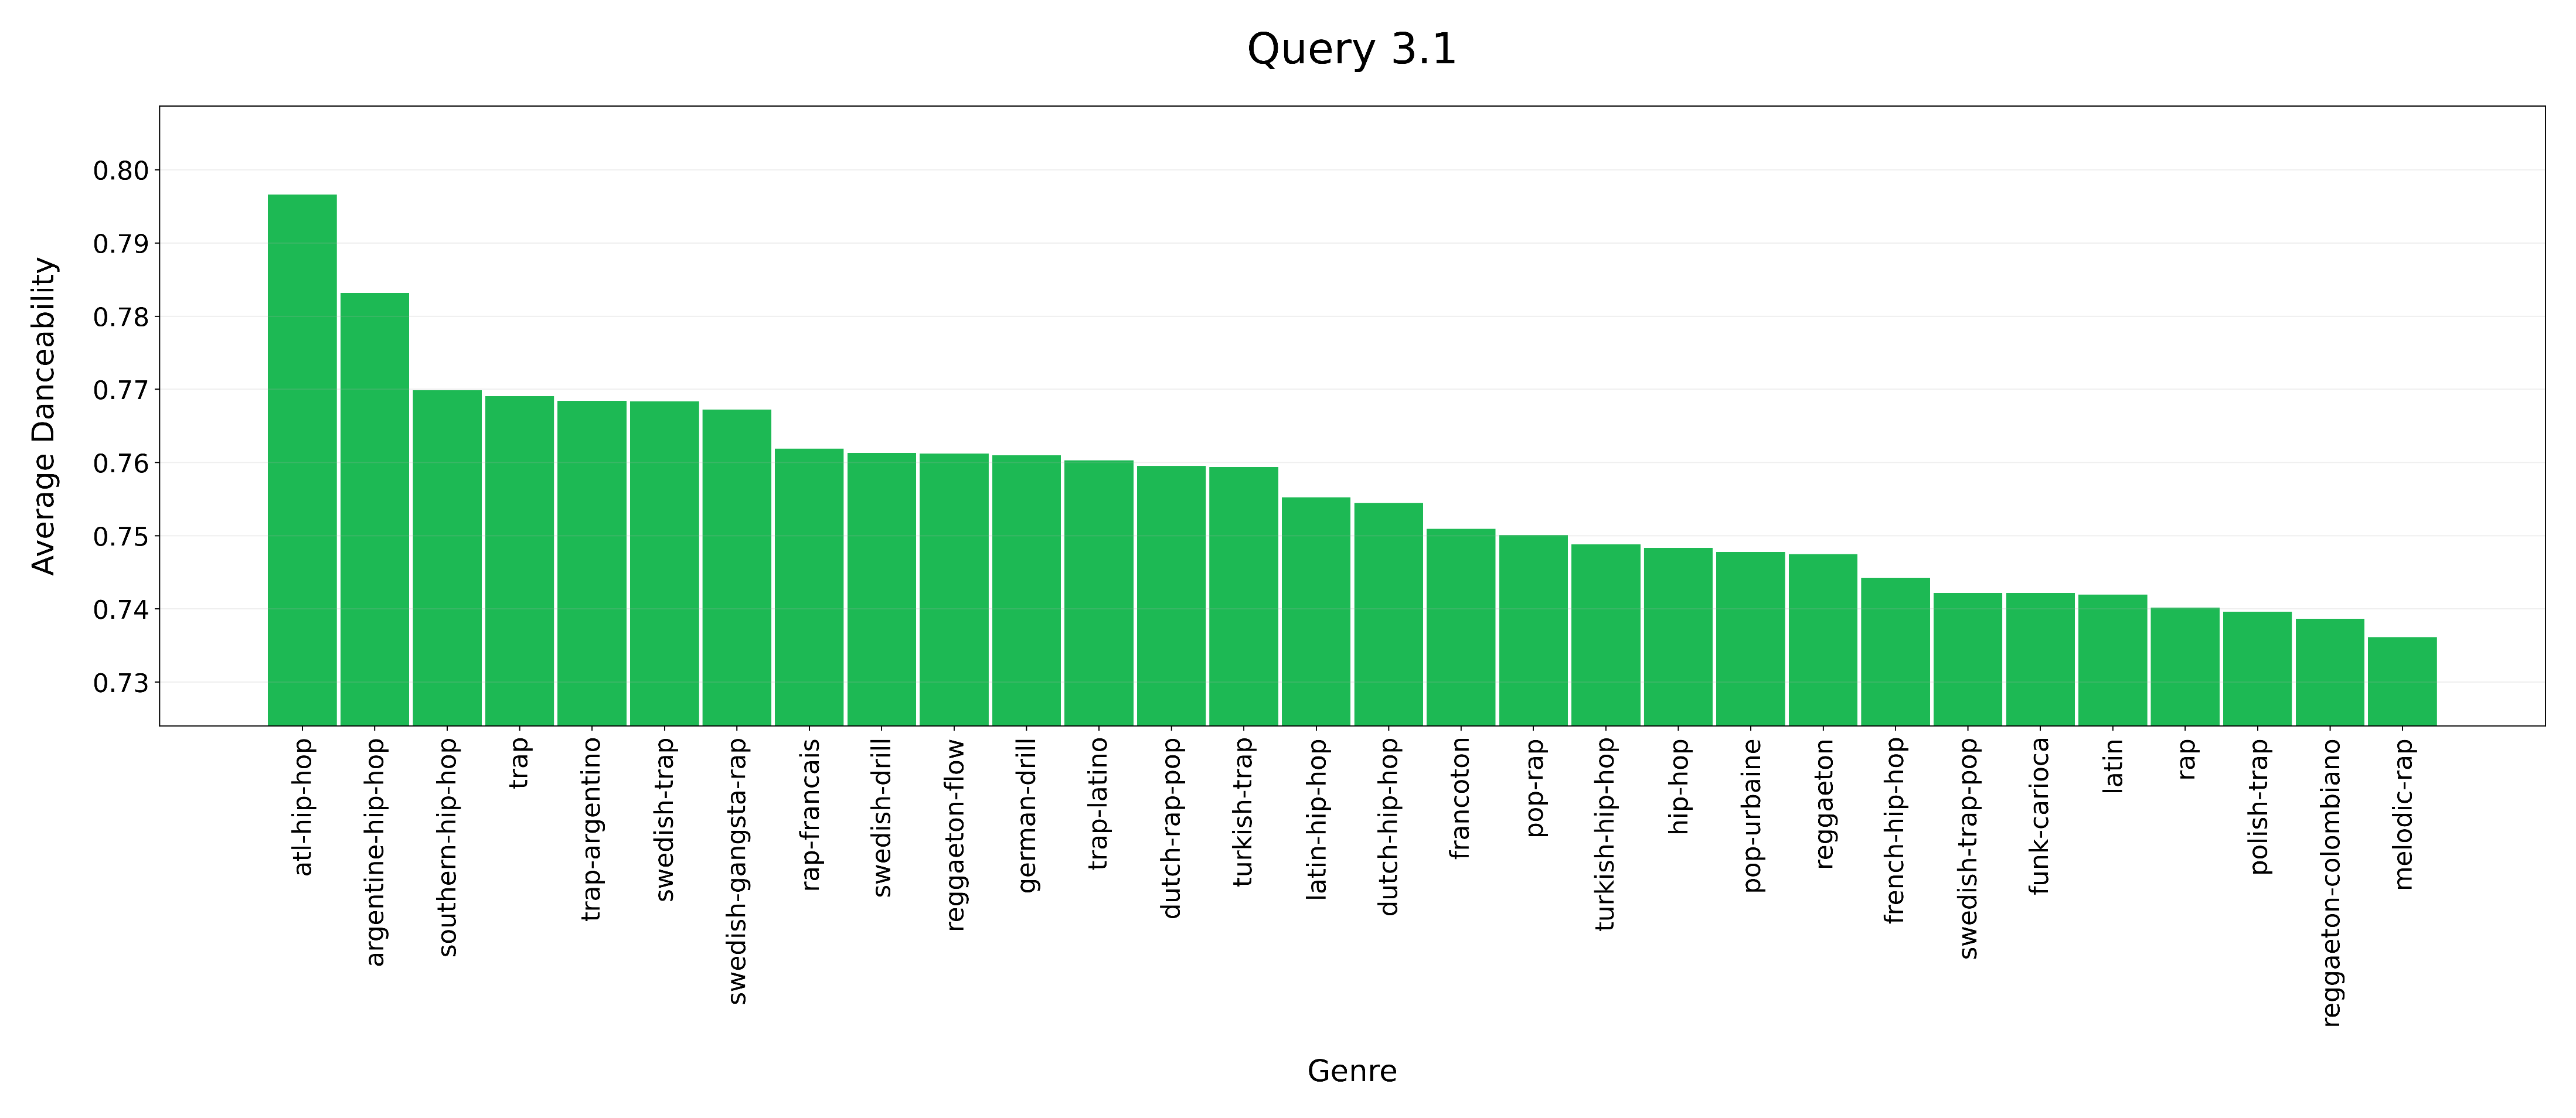 Query 3.1
Average Danceability
0.80
0.79
0.78
0.77
0.76
0.75
0.74
0.73
atl-hip-hop
argentine-hip-hop
southern-hip-hop
trap
trap-argentino
swedish-trap
swedish-gangsta-rap
rap-francais
swedish-drill
reggaeton-flow
german-drill
trap-latino
dutch-rap-pop
turkish-trap
latin-hip-hop
dutch-hip-hop
francoton
pop-rap
turkish-hip-hop
hip-hop
pop-urbaine
reggaeton
french-hip-hop
swedish-trap-pop
funk-carioca
latin
rap
polish-trap
reggaeton-colombiano
melodic-rap
Genre